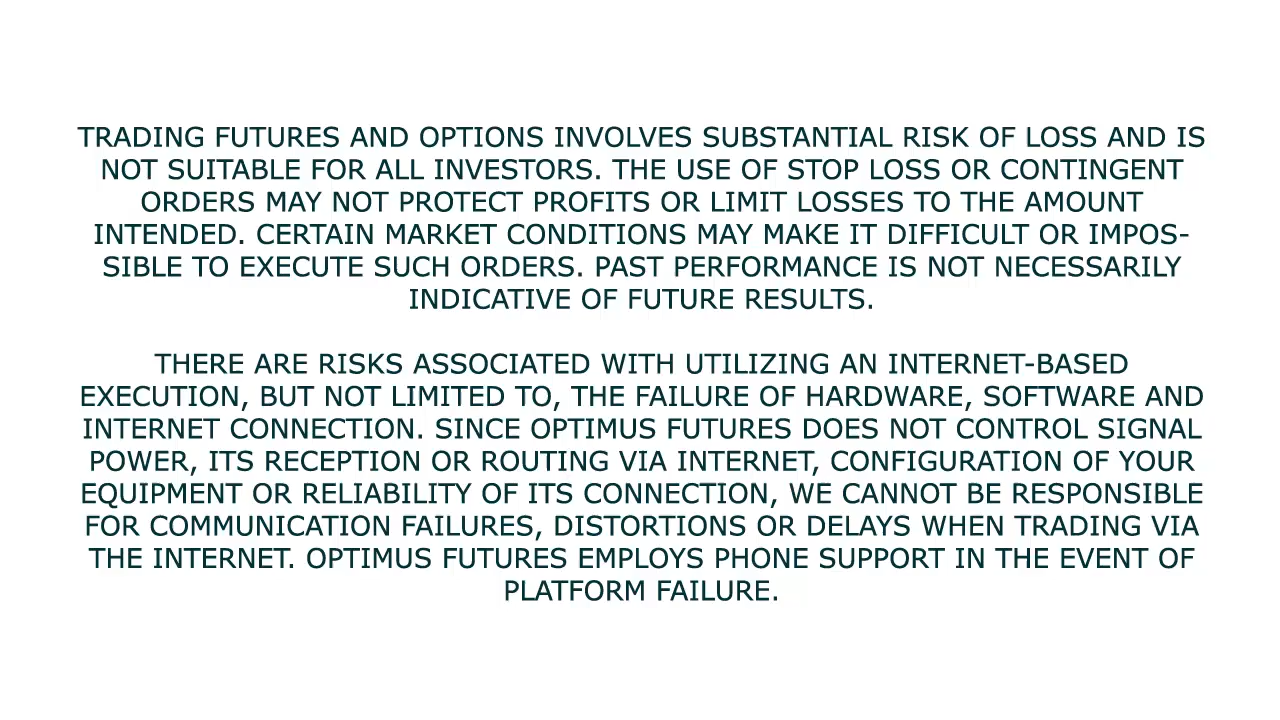 TRADING FUTURES AND OPTIONS INVOLVES SUBSTANTIAL RISK OF LOSS AND IS
NOT SUITABLE FOR ALL INVESTORS. THE USE OF STOP LOSS OR CONTINGENT
ORDERS MAY NOT PROTECT PROFITS OR LIMIT LOSSES TO THE AMOUNT
INTENDED. CERTAIN MARKET CONDITIONS MAY MAKE IT DIFFICULT OR IMPOS-
SIBLE TO EXECUTE SUCH ORDERS. PAST PERFORMANCE IS NOT NECESSARILY
INDICATIVE OF FUTURE RESULTS.
THERE ARE RISKS ASSOCIATED WITH UTILIZING AN INTERNET-BASED
EXECUTION, BUT NOT LIMITED TO, THE FAILURE OF HARDWARE, SOFTWARE AND
INTERNET CONNECTION. SINCE OPTIMUS FUTURES DOES NOT CONTROL SIGNAL
POWER, ITS RECEPTION OR ROUTING VIA INTERNET, CONFIGURATION OF YOUR
EQUIPMENT OR RELIABILITY OF ITS CONNECTION, WE CANNOT BE RESPONSIBLE
FOR COMMUNICATION FAILURES, DISTORTIONS OR DELAYS WHEN TRADING VIA
THE INTERNET. OPTIMUS FUTURES EMPLOYS PHONE SUPPORT IN THE EVENT OF
PLATFORM FAILURE.